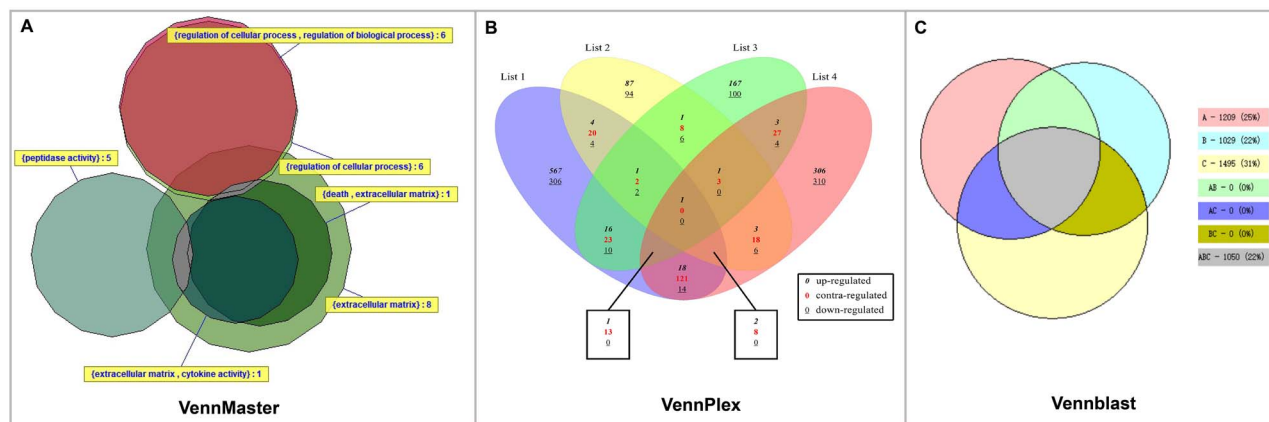 A
{regulation of cellular process , regulation of biological process} : 6
{peptidase activity} : 5
{regulation of cellular process} : 6
{death , extracellular matrix} : 1
{extracellular matrix} : 8
{extracellular matrix , cytokine activity} : 1
VennMaster
B
List 1
List 2
List 3
List 4
87
94
167
100
4
20
4
1
8
6
3
27
4
567
306
1
2
2
1
3
0
306
310
1
0
0
16
23
10
3
18
6
18
121
14
1
13
0
2
8
0
0 up-regulated
0 contra-regulated
0 down-regulated
VennPlex
C
A - 1209 (25%)
B - 1029 (22%)
C - 1495 (31%)
AB - 0 (0%)
AC - 0 (0%)
BC - 0 (0%)
ABC - 1050 (22%)
Vennblast